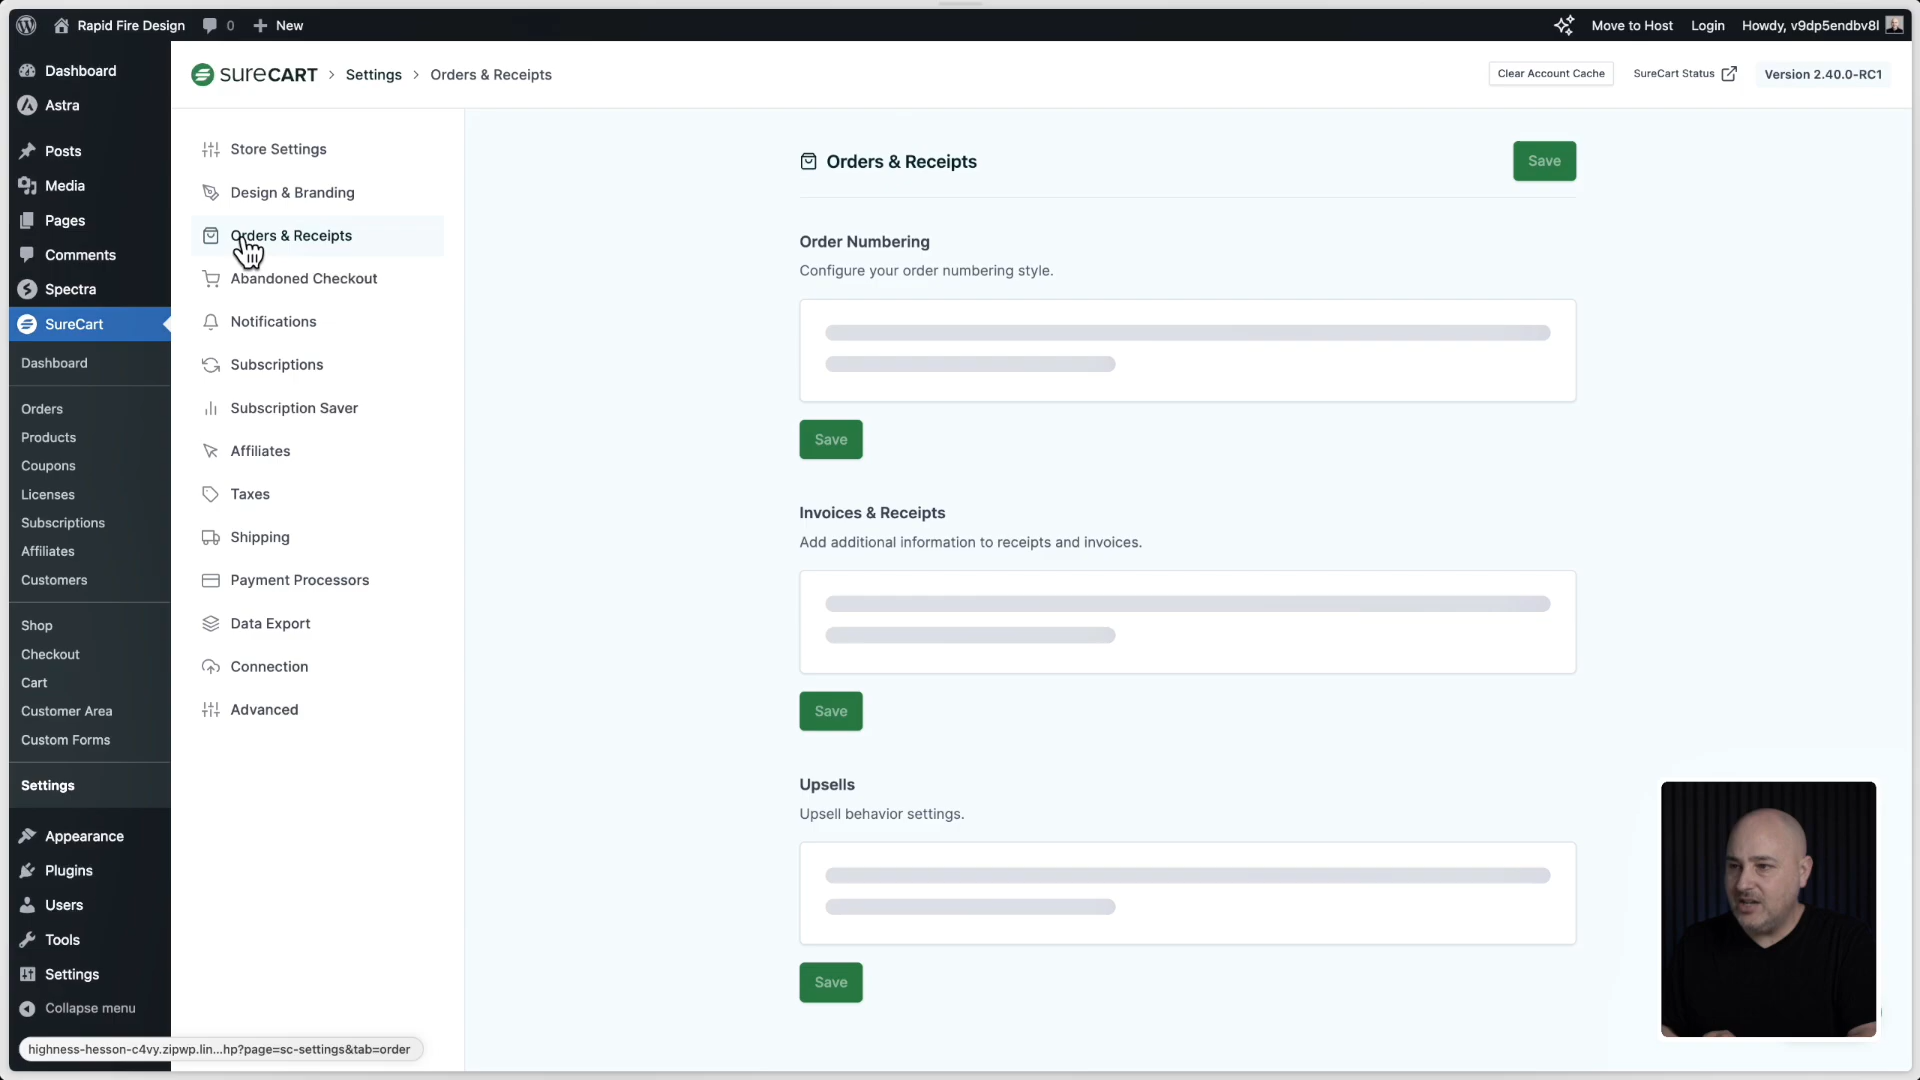 Rapid Fire Design
0
New
Move to Host
Login
Howdy, v9dp5endbv8l
Dashboard
Astra
Posts
Media
Pages
Comments
Spectra
SureCart
Dashboard
Orders
Products
Coupons
Licenses
Subscriptions
Affiliates
Customers
Shop
Checkout
Cart
Customer Area
Custom Forms
Settings
Appearance
Plugins
Users
Tools
Settings
Collapse menu
highness-hesson-c4vy.zipwp.lin...hp?page=sc-settings&tab=order
SURECART > Settings > Orders & Receipts
Clear Account Cache
SureCart Status
Version 2.40.0-RC1
Store Settings
Design & Branding
Orders & Receipts
Abandoned Checkout
Notifications
Subscriptions
Subscription Saver
Affiliates
Taxes
Shipping
Payment Processors
Data Export
Connection
Advanced
Orders & Receipts
Save
Order Numbering
Configure your order numbering style.
Save
Invoices & Receipts
Add additional information to receipts and invoices.
Save
Upsells
Upsell behavior settings.
Save